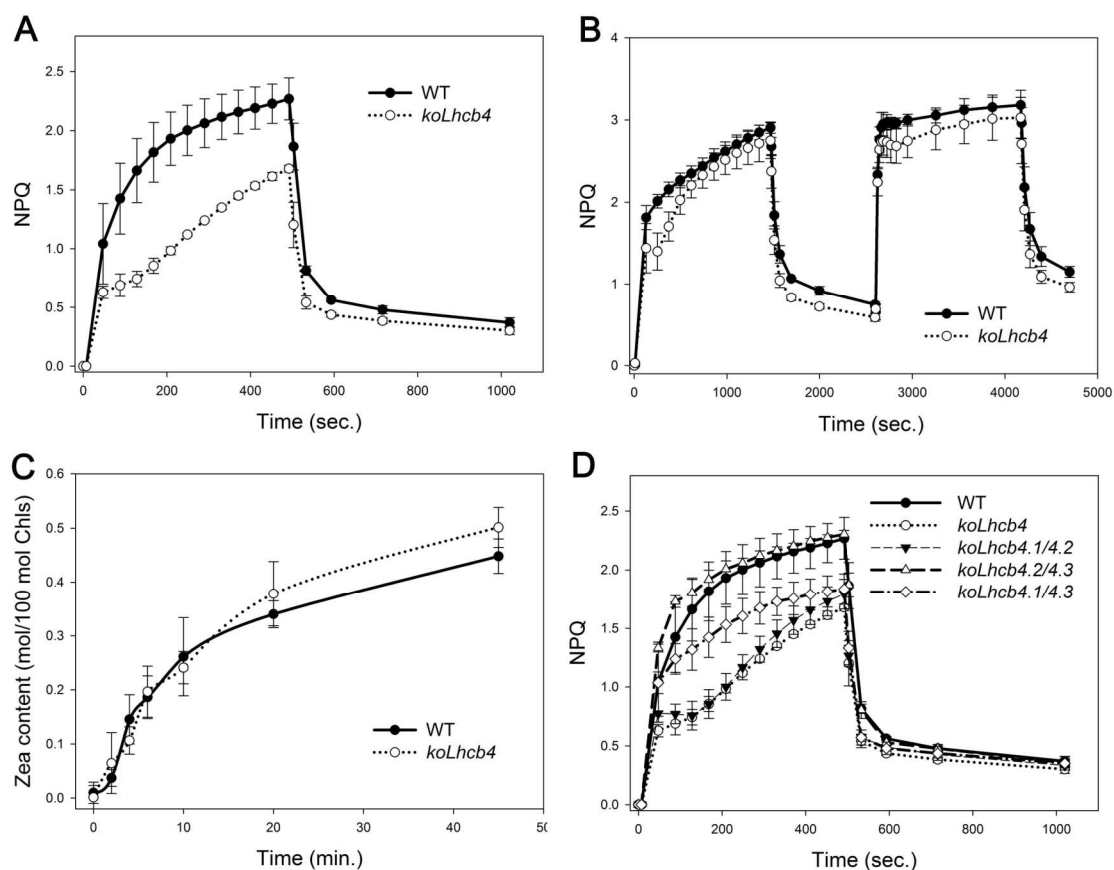 A
2.5
2.0
1.5
1.0
0.5
0.0
NPQ
WT
koLhcb4
0 200 400 600 800 1000
Time (sec.)
B
4
3
2
1
0
NPQ
WT
koLhcb4
0 1000 2000 3000 4000 5000
Time (sec.)
C
0.6
0.5
0.4
0.3
0.2
0.1
0.0
Zea content (mol/100 mol Chls)
WT
koLhcb4
0 10 20 30 40 50
Time (min.)
D
2.5
2.0
1.5
1.0
0.5
0.0
NPQ
WT
koLhcb4
koLhcb4.1/4.2
koLhcb4.2/4.3
koLhcb4.1/4.3
0 200 400 600 800 1000
Time (sec.)